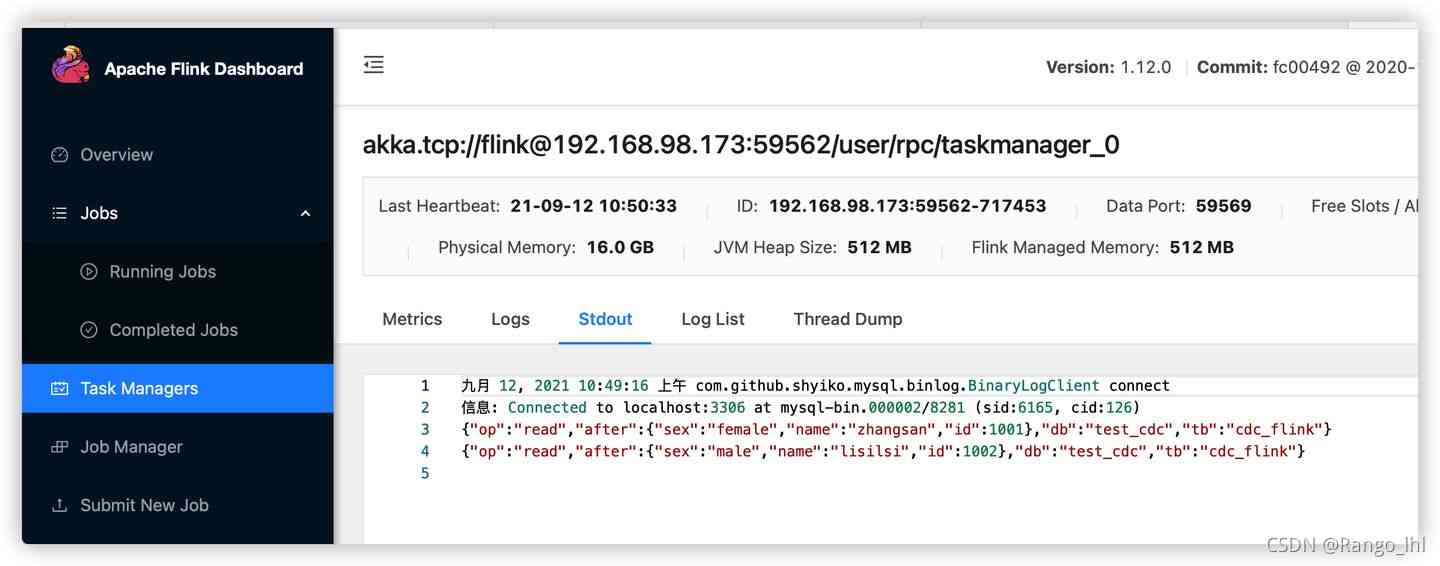 Apache Flink Dashboard
Version: 1.12.0 Commit: fc00492 @ 2020-
Overview
Jobs
Running Jobs
Completed Jobs
Task Managers
Job Manager
Submit New Job
akka.tcp://flink@192.168.98.173:59562/user/rpc/taskmanager_0
Last Heartbeat: 21-09-12 10:50:33 ID: 192.168.98.173:59562-717453 Data Port: 59569 Free Slots /
Physical Memory: 16.0 GB JVM Heap Size: 512 MB Flink Managed Memory: 512 MB
Metrics Logs Stdout Log List Thread Dump
1 九月 12, 2021 10:49:16 上午 com.github.shyiko.mysql.binlog.BinaryLogClient connect
2 信息: Connected to localhost:3306 at mysql-bin.000002/8281 (sid:6165, cid:126)
3 {"op":"read","after":{"sex":"female","name":"zhangsan","id":1001},"db":"test_cdc","tb":"cdc_flink"}
4 {"op":"read","after":{"sex":"male","name":"lisilsi","id":1002},"db":"test_cdc","tb":"cdc_flink"}
5
CSDN @Rango_lhl